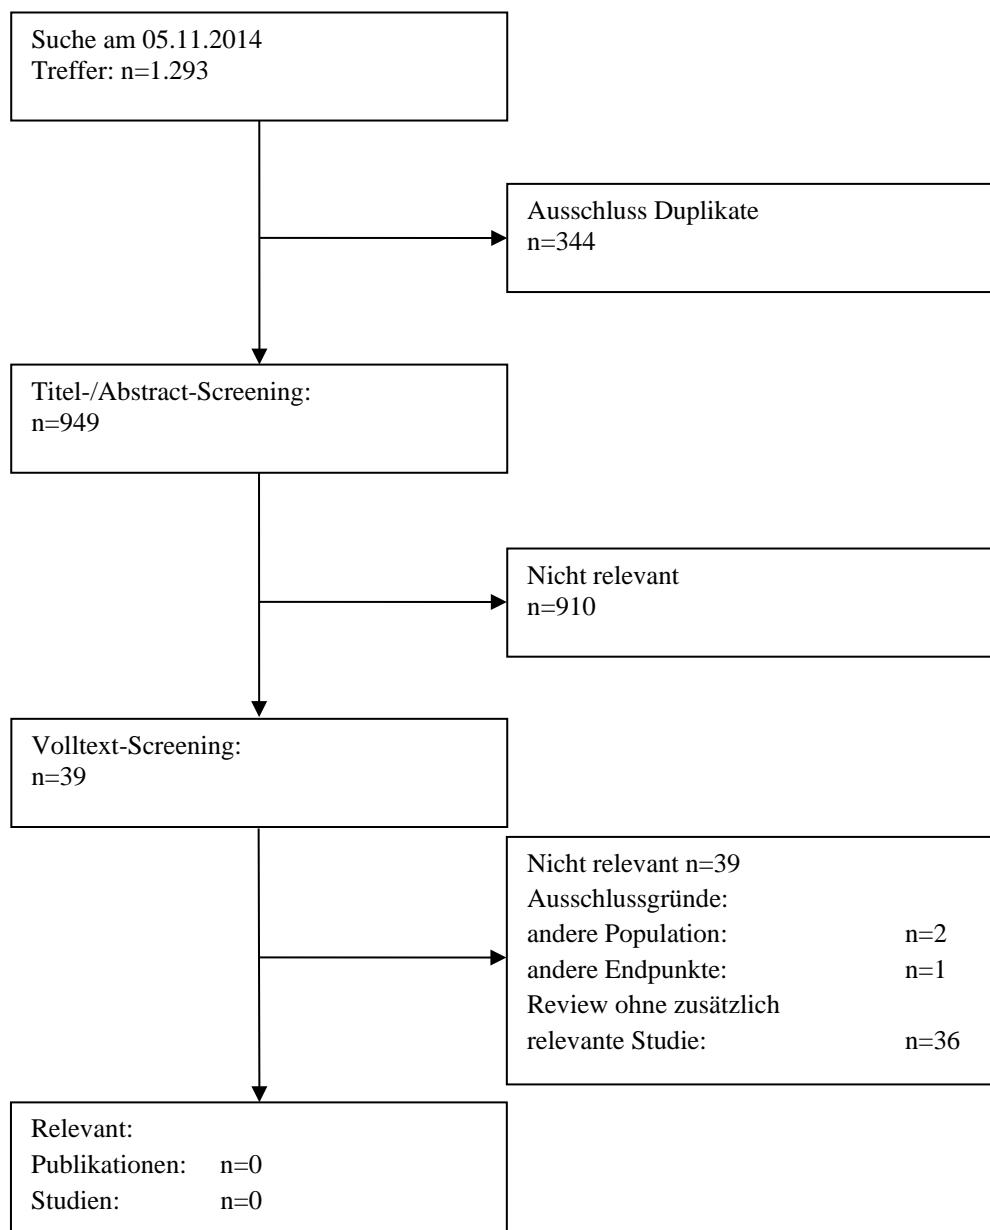 Suche am 05.11.2014
Treffer: n=1.293
Ausschluss Duplikate
n=344
Titel-/Abstract-Screening:
n=949
Nicht relevant
n=910
Volltext-Screening:
n=39
Nicht relevant n=39
Ausschlussgründe:
andere Population: n=2
andere Endpunkte: n=1
Review ohne zusätzlich
relevante Studie: n=36
Relevant:
Publikationen: n=0
Studien: n=0